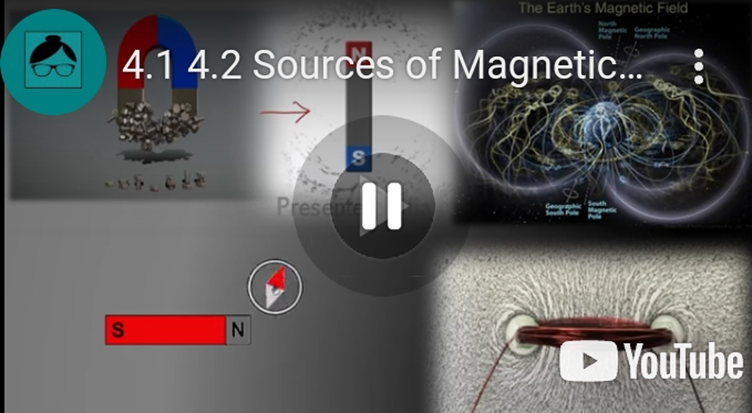 The Earth's Magnetic Field
4.1 4.2 Sources of Magnetic...
North
Magnetic
Pole
Geographic
North Pole
N
S
Geographic
South Pole
South
Magnetic
Pole
S N
YouTube